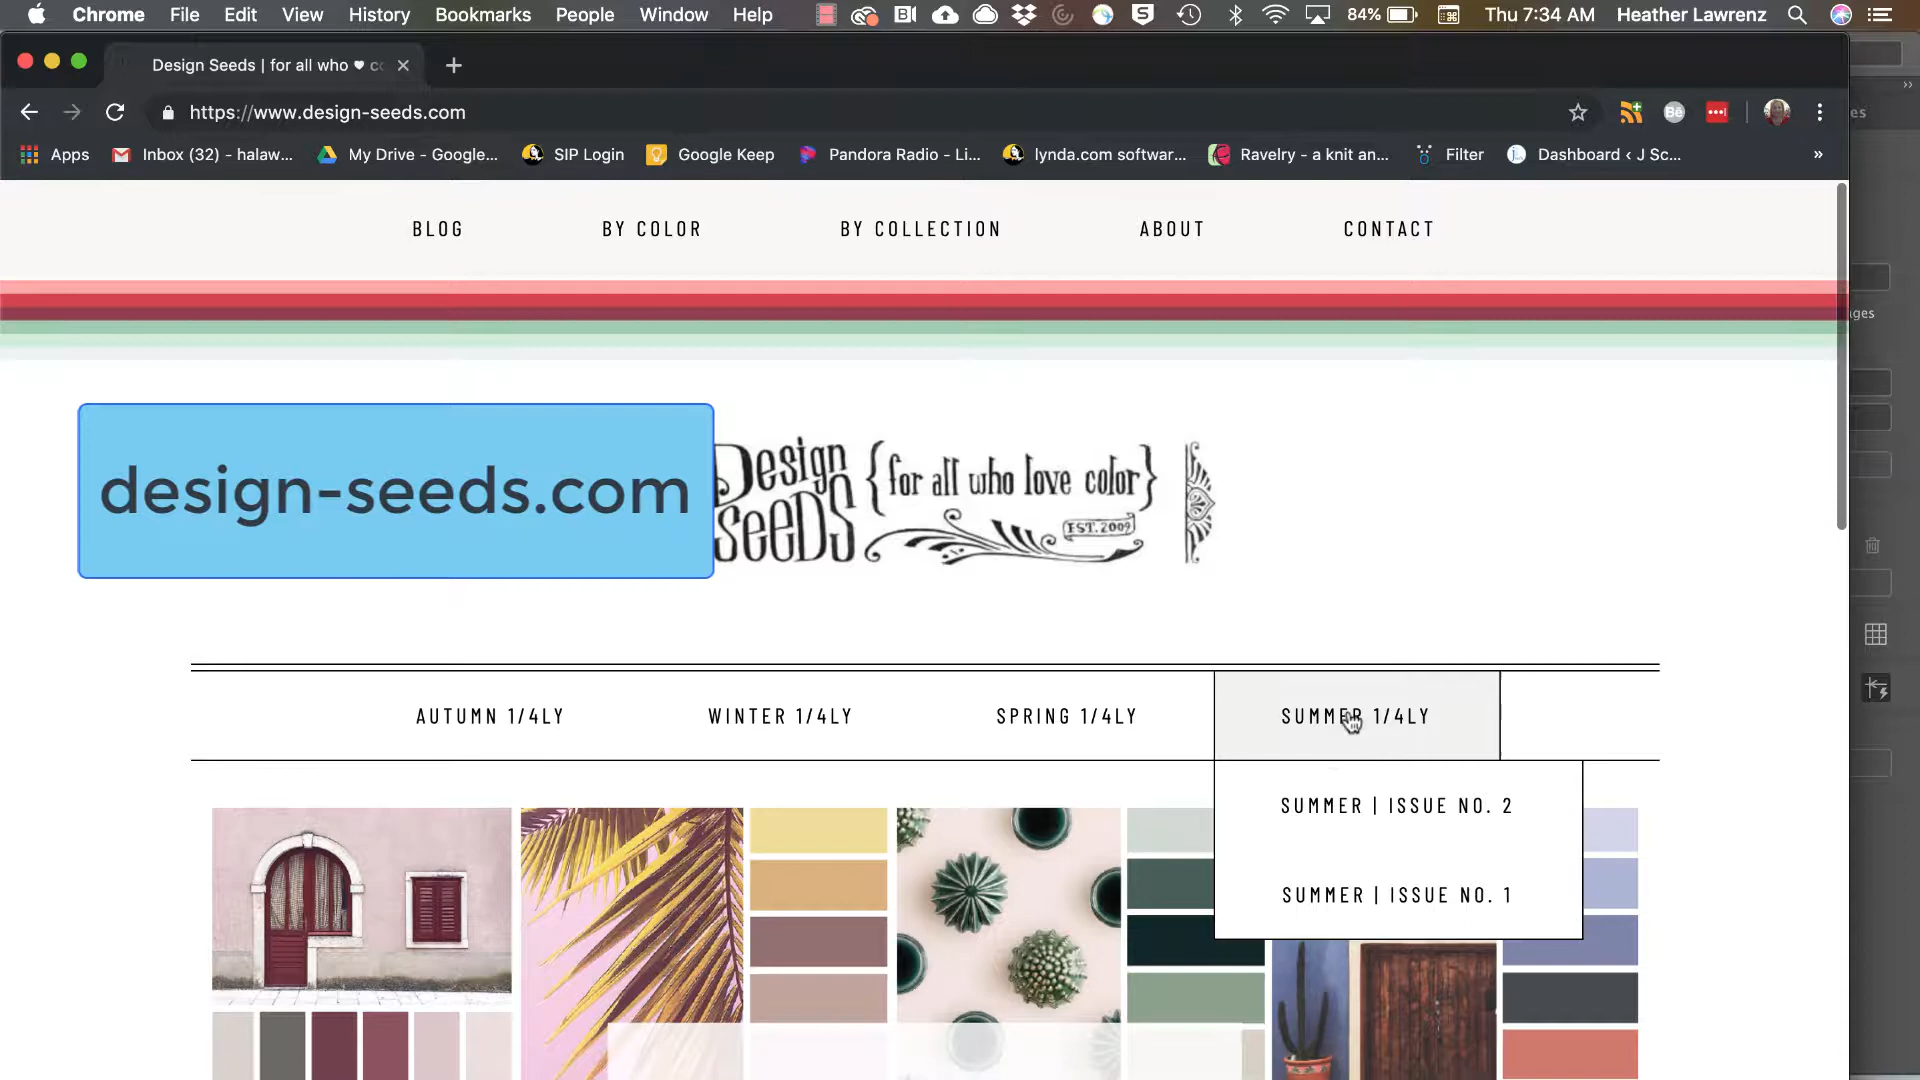 Chrome File Edit View History Bookmarks People Window Help 84% Thu 7:34 AM Heather Lawrenz
Design Seeds | for all who ♥ cc
https://www.design-seeds.com
Apps Inbox (32) - halaw... My Drive - Google... SIP Login Google Keep Pandora Radio - Li... lynda.com softwar... Ravelry - a knit an... Filter Dashboard ‹ J Sc... »
BLOG BY COLOR BY COLLECTION ABOUT CONTACT
design-seeds.com
Design Seeds {for all who love color}
EST. 2009
AUTUMN 1/4LY WINTER 1/4LY SPRING 1/4LY SUMMER 1/4LY
SUMMER | ISSUE NO. 2
SUMMER | ISSUE NO. 1